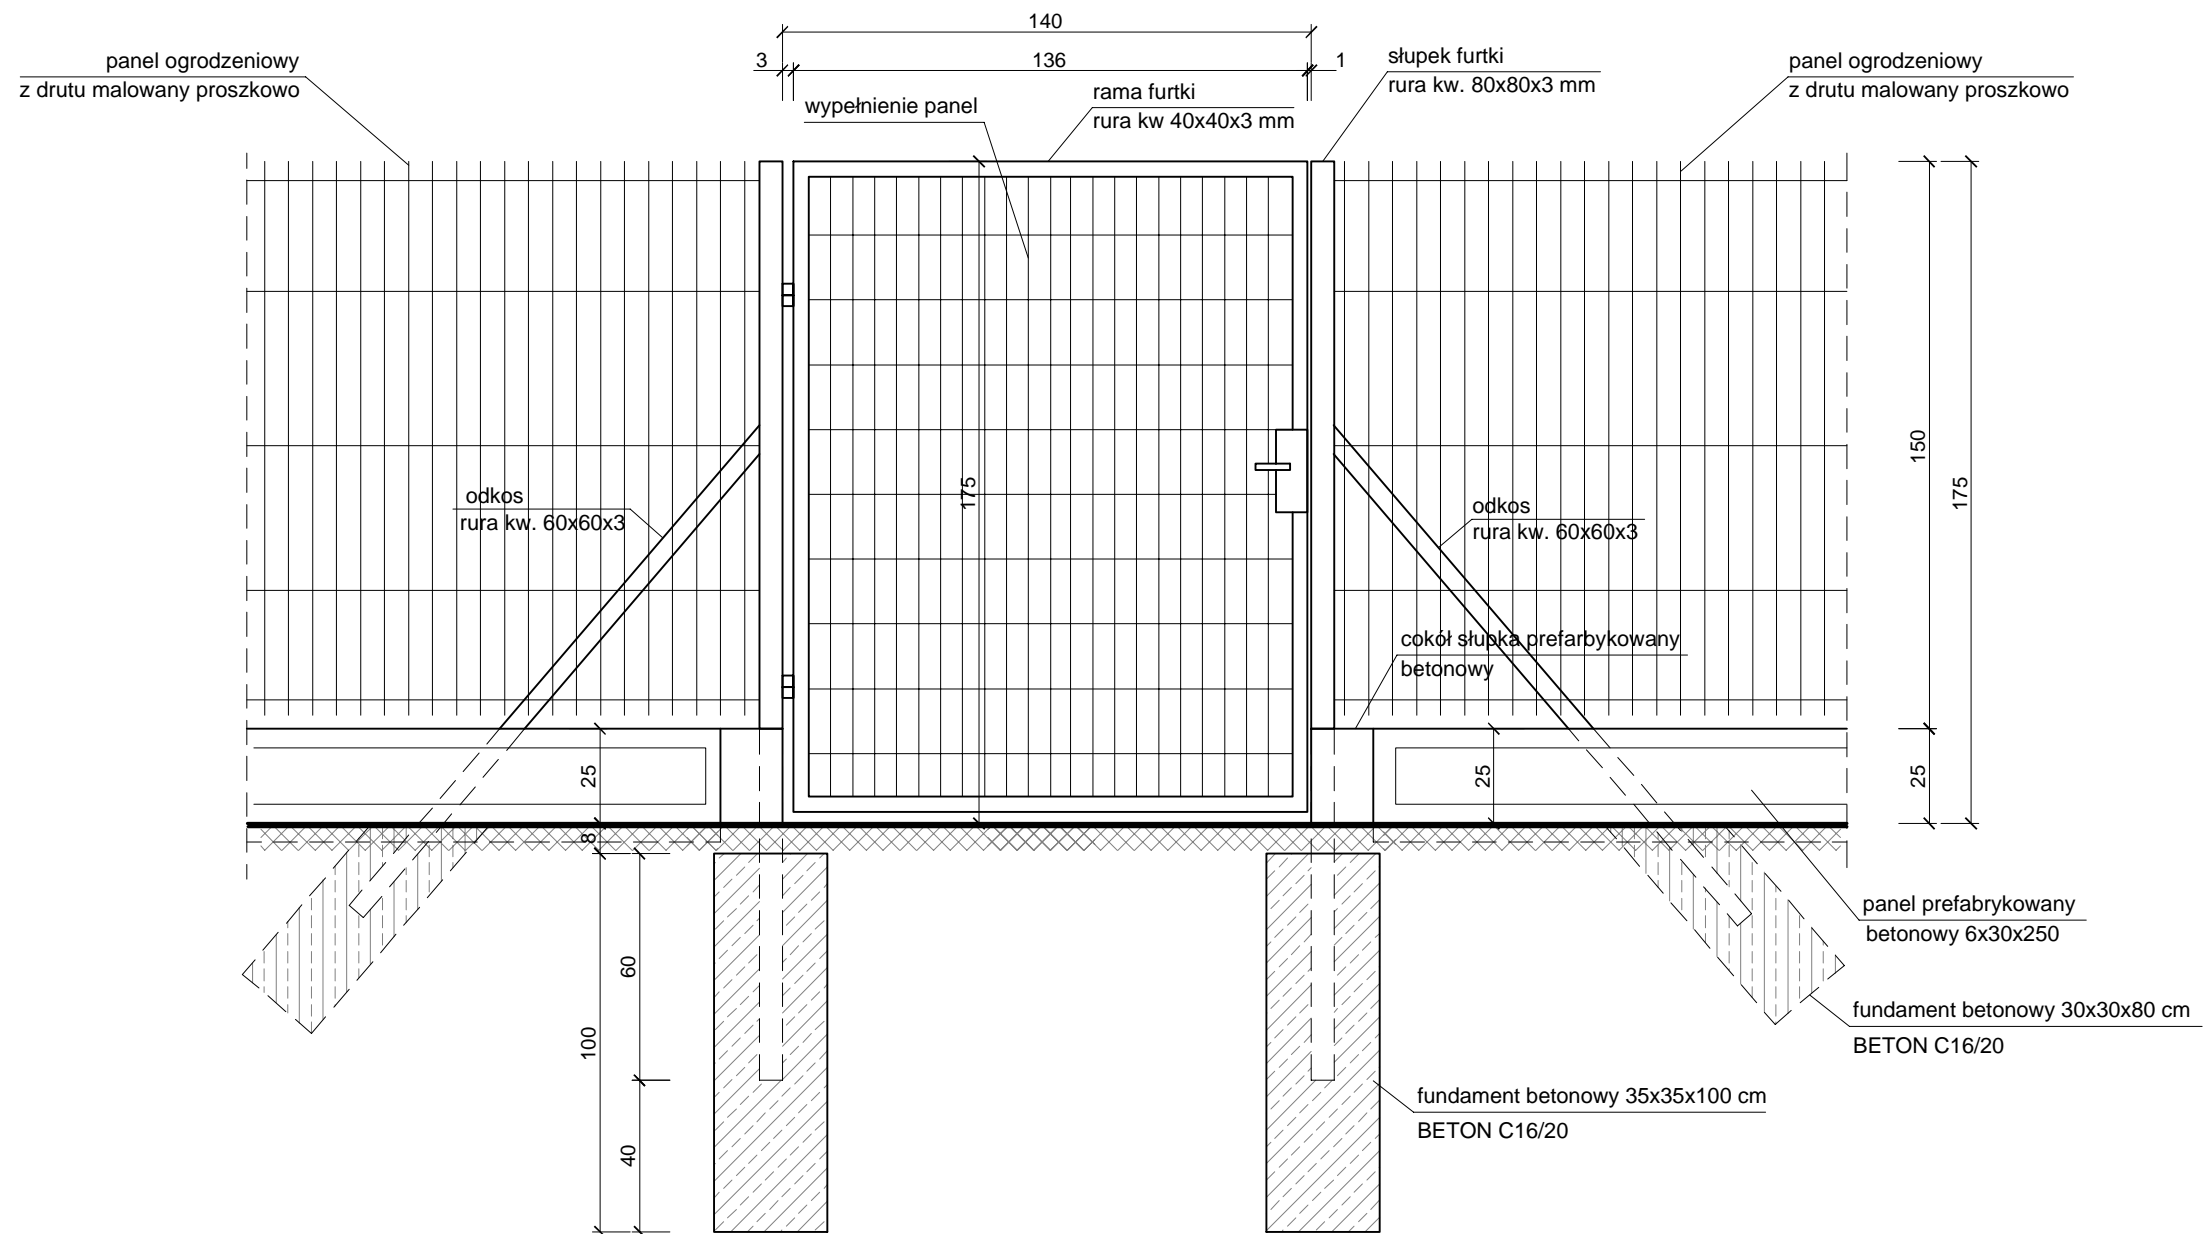 140
3
136
1
panel ogrodzeniowy
z drutu malowany proszkowo
słupek furtki
rura kw. 80x80x3 mm
panel ogrodzeniowy
z drutu malowany proszkowo
wypełnienie panel
rama furtki
rura kw 40x40x3 mm
150
175
175
odkos
rura kw. 60x60x3
odkos
rura kw. 60x60x3
cokół słupka prefarbykowany
betonowy
25
25
25
8
panel prefabrykowany
betonowy 6x30x250
60
100
fundament betonowy 30x30x80 cm
BETON C16/20
fundament betonowy 35x35x100 cm
BETON C16/20
40